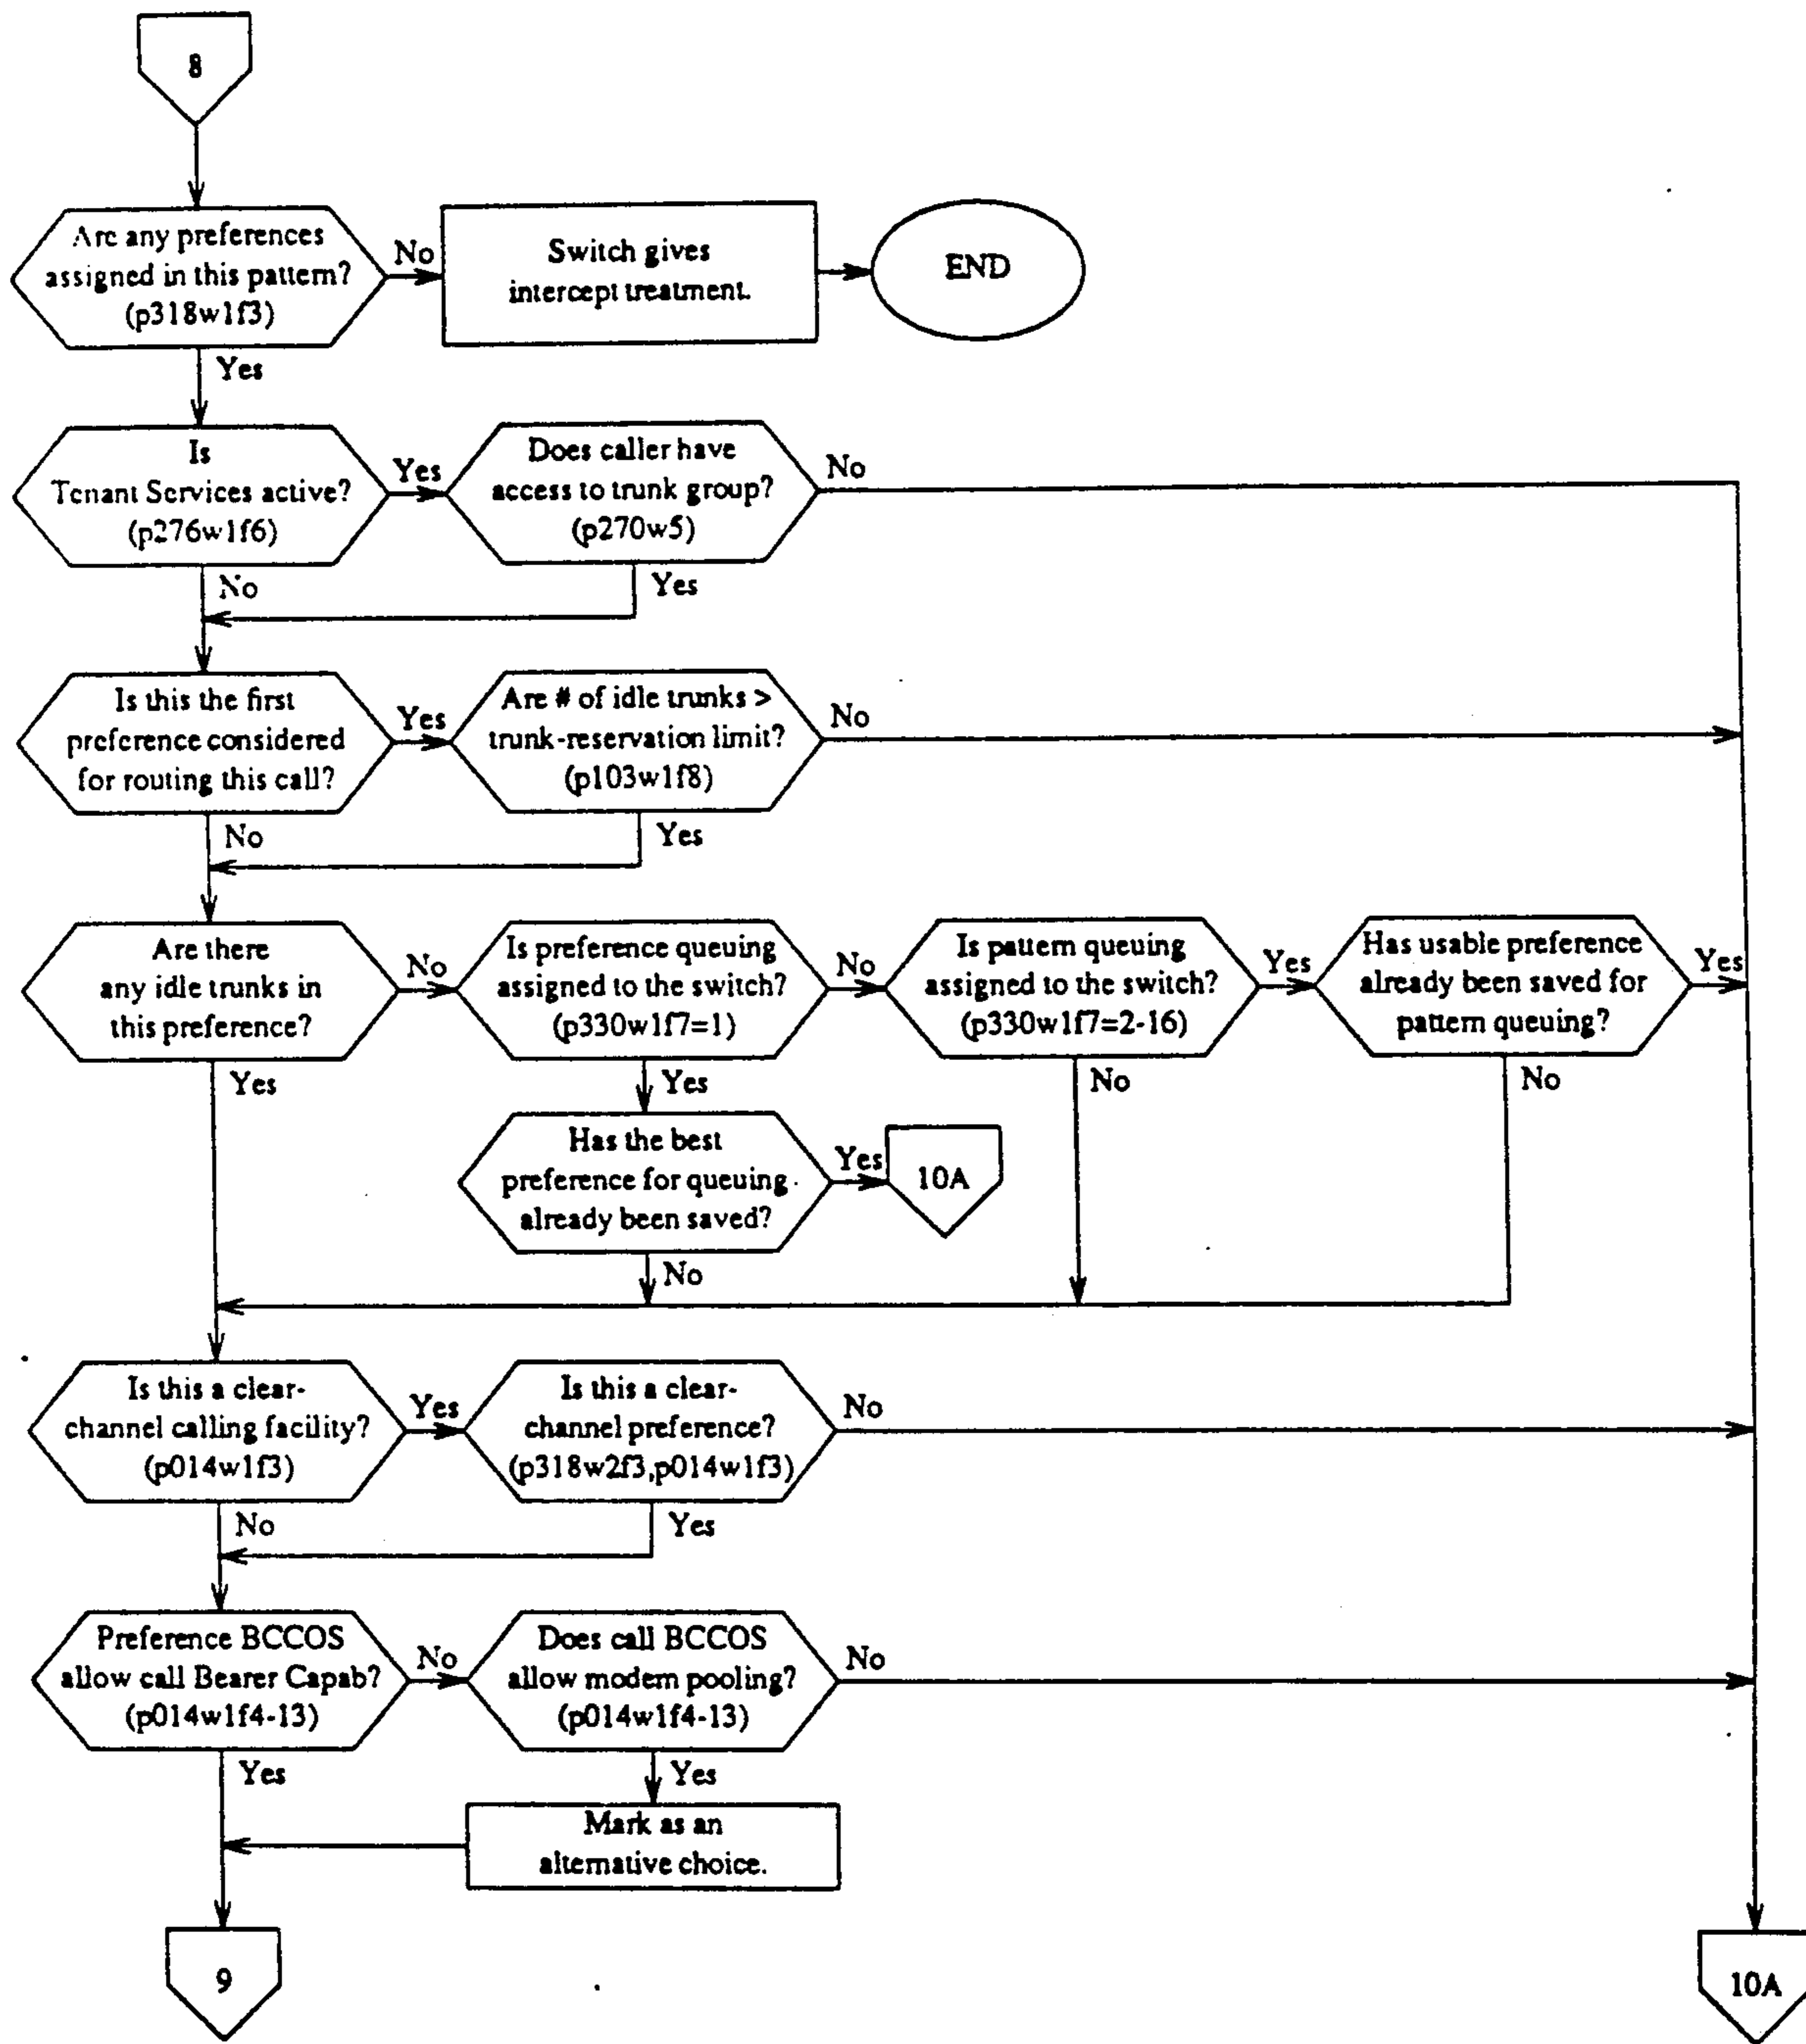 8
Are any preferences
assigned in this pattern?
(p318w1f3)
No
Switch gives
intercept treatment.
END
Yes
Is
Tenant Services active?
(p276w1f6)
Yes
Does caller have
access to trunk group?
(p270w5)
No
No
Yes
Is this the first
preference considered
for routing this call?
Yes
Are # of idle trunks >
trunk-reservation limit?
(p103w1f8)
No
No
Yes
Are there
any idle trunks in
this preference?
No
Is preference queuing
assigned to the switch?
(p330w1f7=1)
No
Is pattern queuing
assigned to the switch?
(p330w1f7=2-16)
Yes
Has usable preference
already been saved for
pattern queuing?
Yes
Yes
Yes
No
No
Has the best
preference for queuing
already been saved?
Yes
10A
No
Is this a clear-
channel calling facility?
(p014w1f3)
Yes
Is this a clear-
channel preference?
(p318w2f3,p014w1f3)
No
No
Yes
Preference BCCOS
allow call Bearer Capab?
(p014w1f4-13)
No
Does call BCCOS
allow modem pooling?
(p014w1f4-13)
No
Yes
Yes
Mark as an
alternative choice.
9
10A